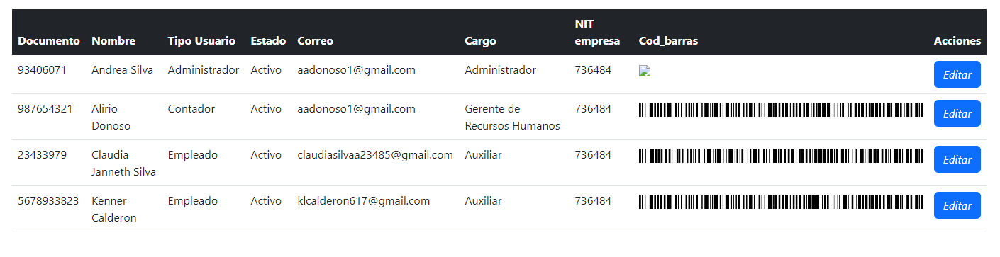 Documento Nombre Tipo Usuario Estado Correo Cargo NIT empresa Cod_barras Acciones
93406071 Andrea Silva Administrador Activo aadonoso1@gmail.com Administrador 736484 Editar
987654321 Alirio Donoso Contador Activo aadonoso1@gmail.com Gerente de Recursos Humanos 736484 Editar
23433979 Claudia Janneth Silva Empleado Activo claudiasilvaa23485@gmail.com Auxiliar 736484 Editar
5678933823 Kenner Calderon Empleado Activo klcalderon617@gmail.com Auxiliar 736484 Editar